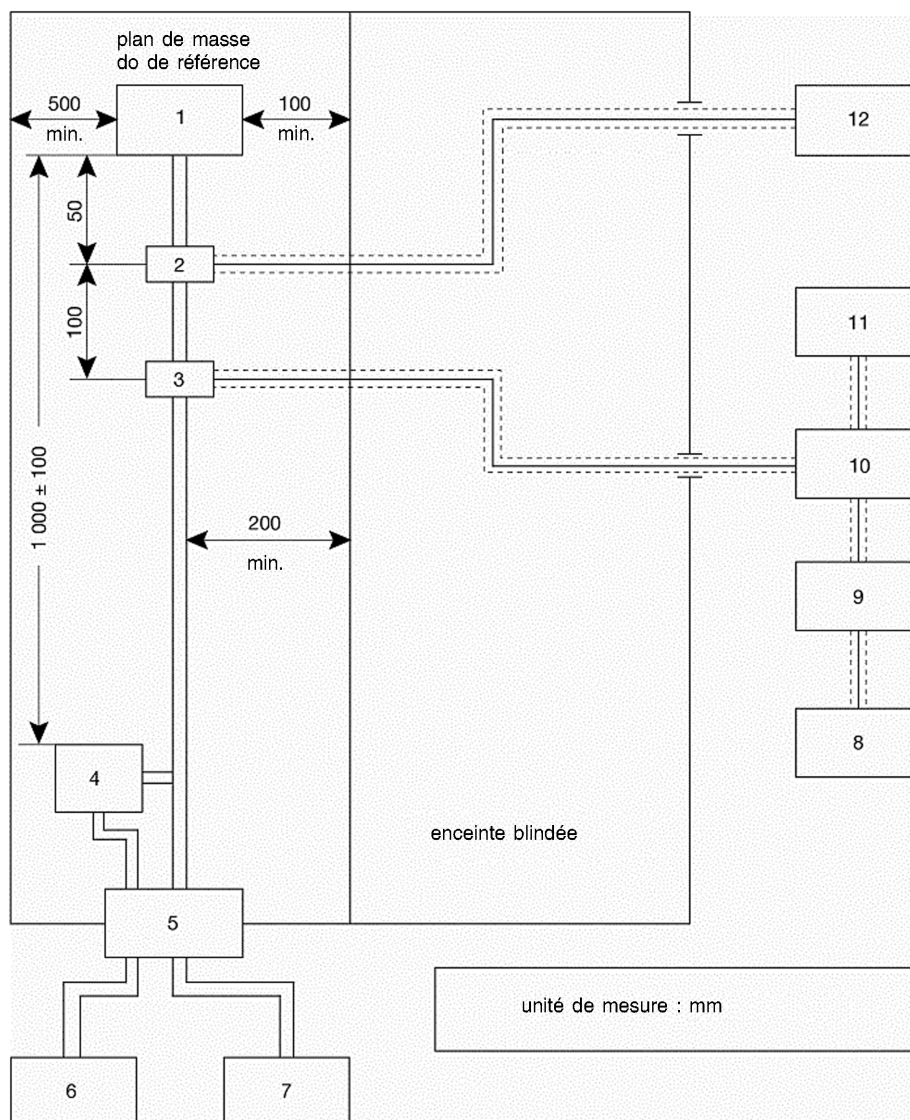 plan de masse
do de référence
500
min.
1
100
min.
12
50
2
11
100
3
10
1 000 ± 100
200
min.
9
4
8
enceinte blindée
5
unité de mesure : mm
6
7